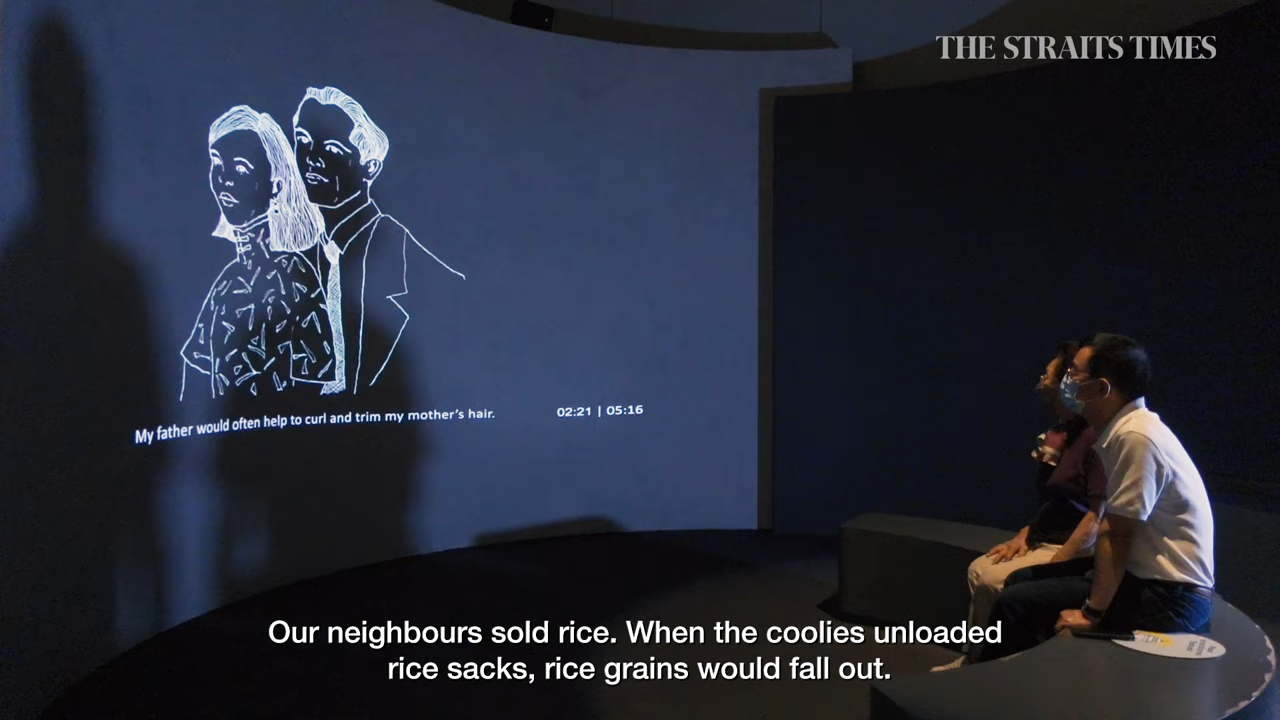 THE STRAITS TIMES
My father would often help to curl and trim my mother's hair.
02:21 | 05:16
Our neighbours sold rice. When the coolies unloaded
rice sacks, rice grains would fall out.